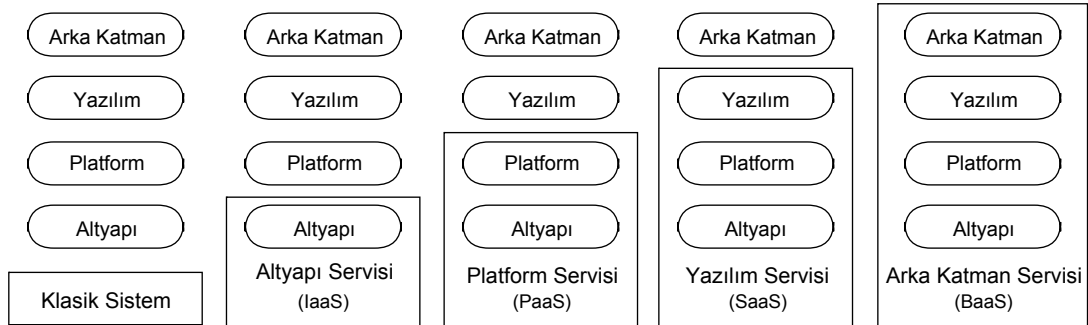 Arka Katman Arka Katman Arka Katman Arka Katman Arka Katman
Yazılım Yazılım Yazılım Yazılım Yazılım
Platform Platform Platform Platform Platform
Altyapı Altyapı Altyapı Altyapı Altyapı
Klasik Sistem
Altyapı Servisi
(IaaS)
Platform Servisi
(PaaS)
Yazılım Servisi
(SaaS)
Arka Katman Servisi
(BaaS)